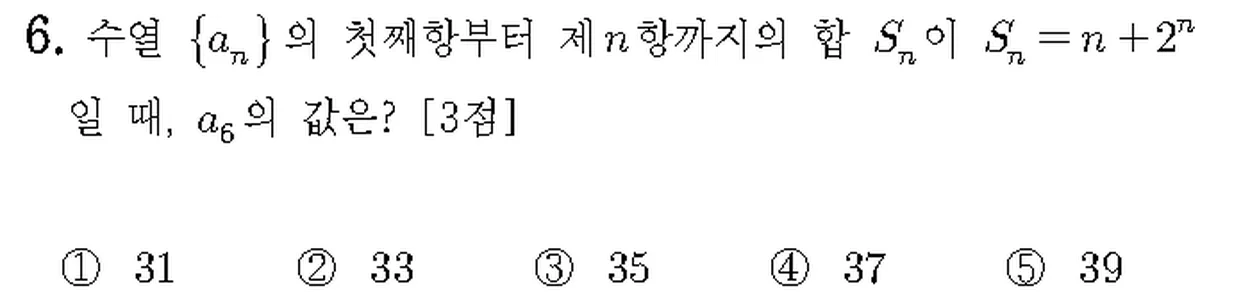 6. 수열 {aₙ}의 첫째항부터 제n항까지의 합 Sₙ이 Sₙ=n+2ⁿ
일 때, a₆의 값은? [3점]
① 31 ② 33 ③ 35 ④ 37 ⑤ 39